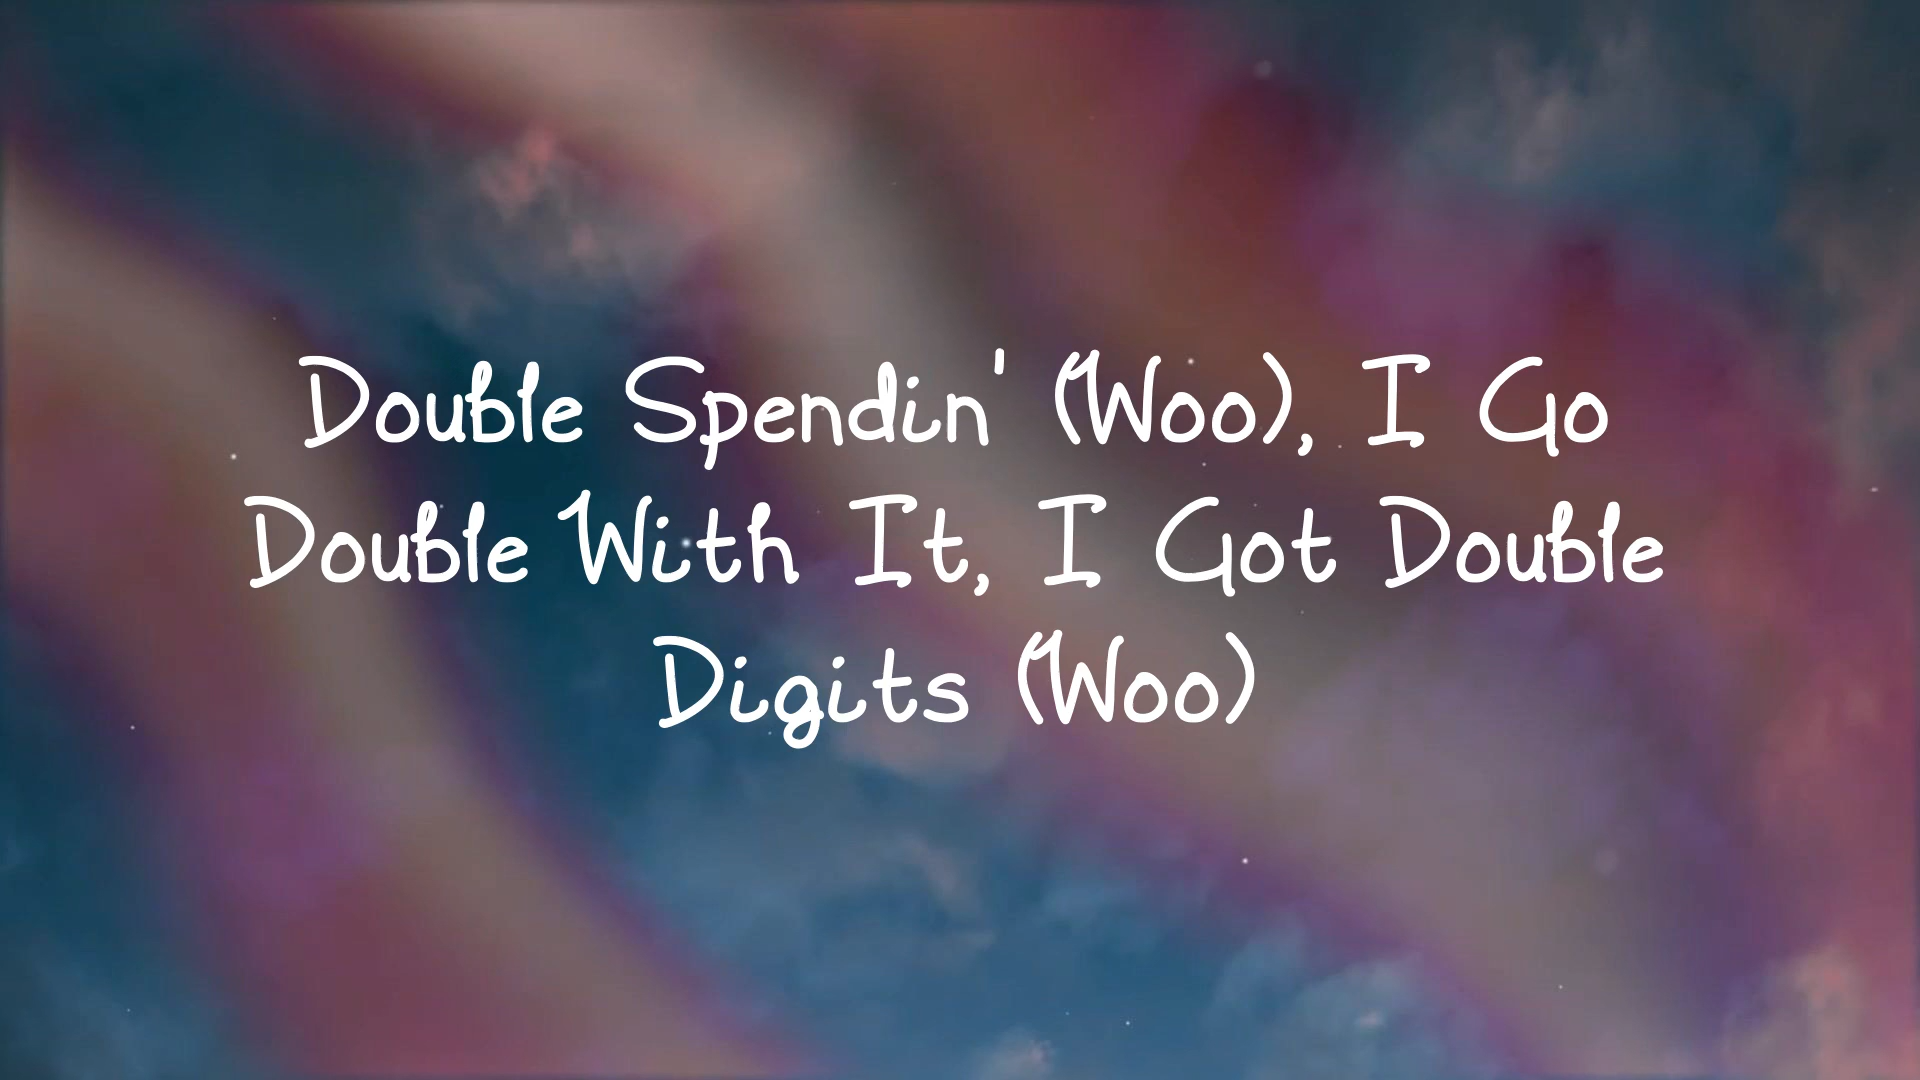 Double Spendin' (Woo), I Go
Double With It, I Got Double
Digits (Woo)